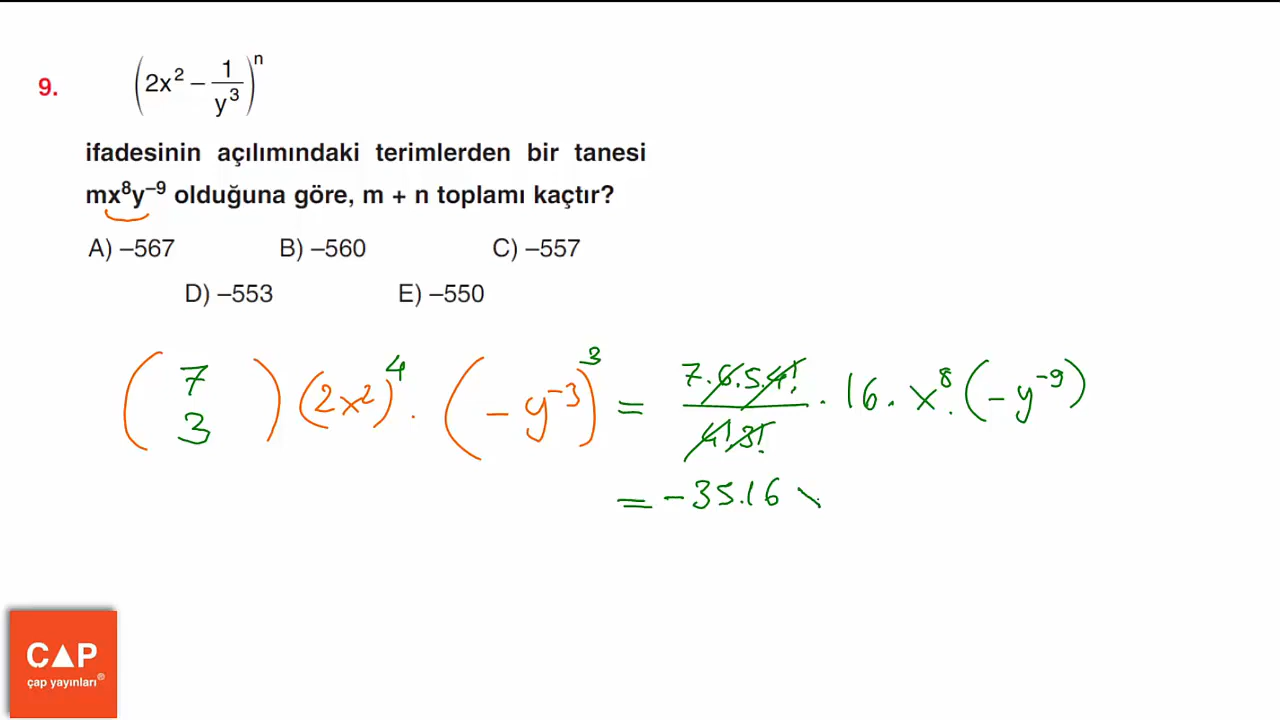 9. (2x² − 1/y³)ⁿ
ifadesinin açılımındaki terimlerden bir tanesi
mx⁸y⁻⁹ olduğuna göre, m + n toplamı kaçtır?
A) –567 B) –560 C) –557
D) –553 E) –550
(7 3) (2x²)⁴ . (−y⁻³)³ = 7.6.5.4! / 4!.3! . 16 . x⁸. (−y⁻⁹)
= −35.16
ÇAP
çap yayınları®